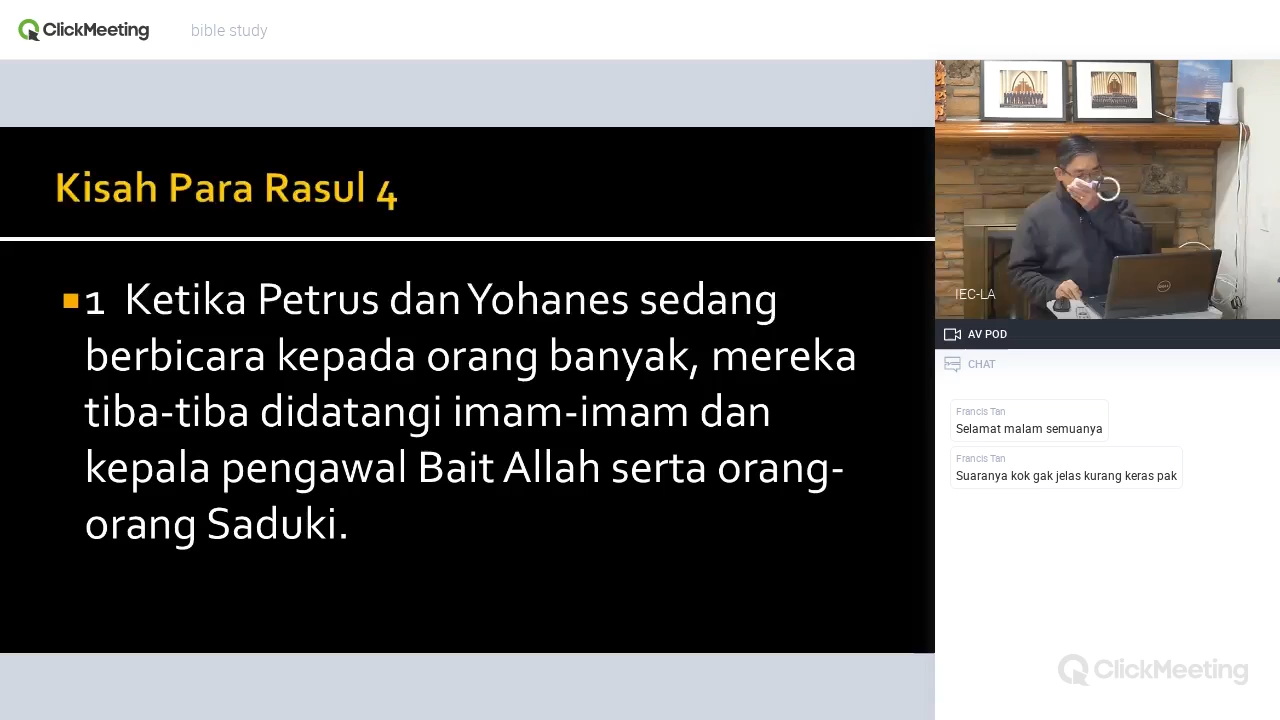 ClickMeeting
bible study
Kisah Para Rasul 4
1 Ketika Petrus dan Yohanes sedang
berbicara kepada orang banyak, mereka
tiba-tiba didatangi imam-imam dan
kepala pengawal Bait Allah serta orang-
orang Saduki.
IEC-LA
DELL
AV POD
CHAT
Francis Tan
Selamat malam semuanya
Francis Tan
Suaranya kok gak jelas kurang keras pak
ClickMeeting